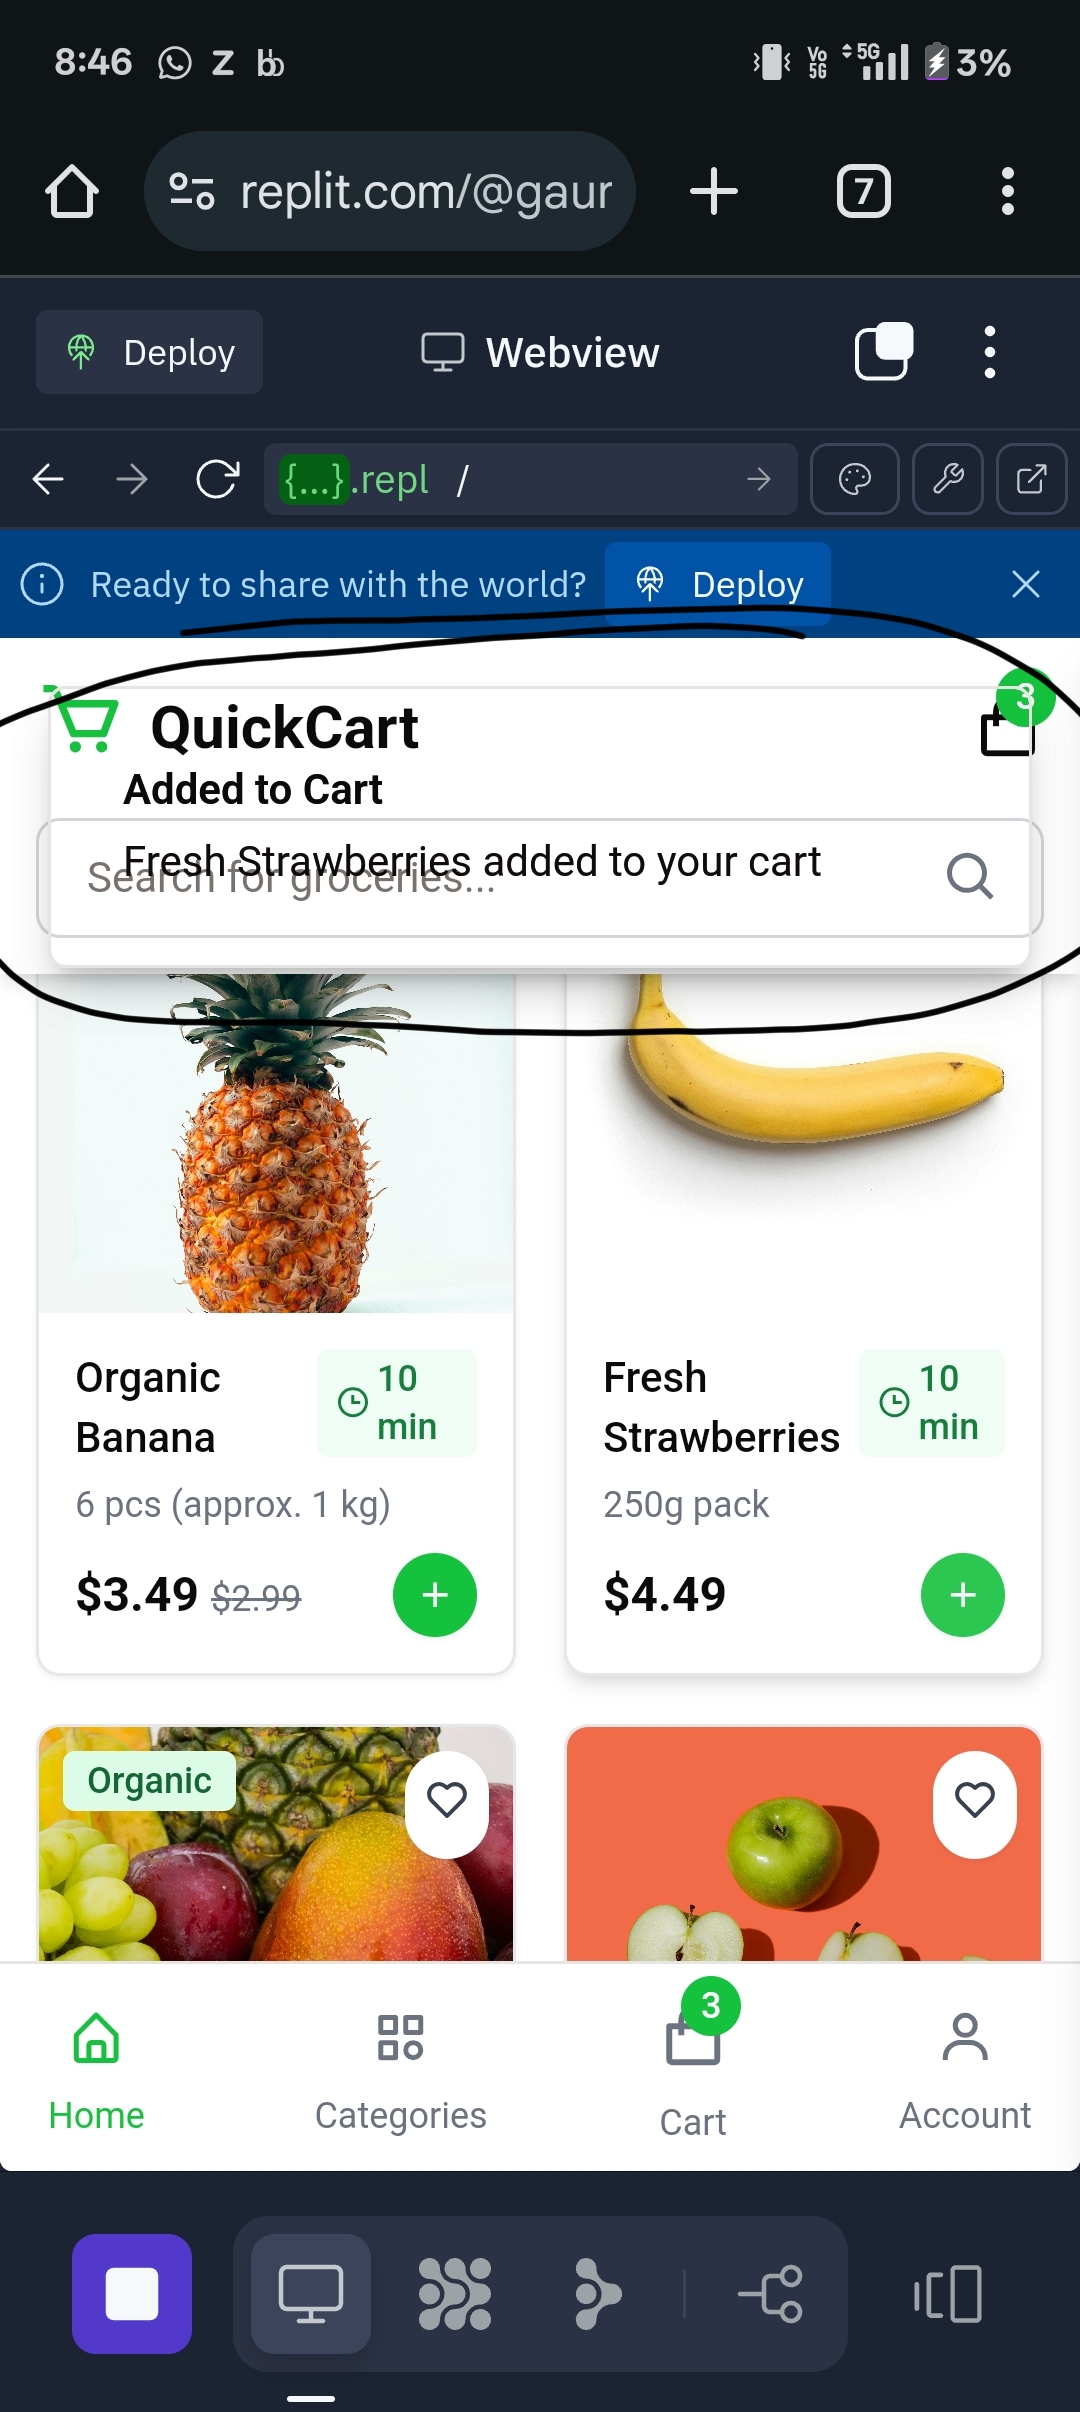 8:46
Z
Vo 5G
5G
3%
replit.com/@gaur
7
Deploy
Webview
{...}.repl /
Ready to share with the world?
Deploy
QuickCart
3
Added to Cart
Fresh Strawberries added to your cart
Search for groceries...
Organic
Banana
10
min
6 pcs (approx. 1 kg)
$3.49 $2.99
Fresh
Strawberries
10
min
250g pack
$4.49
Organic
3
Home
Categories
Cart
Account